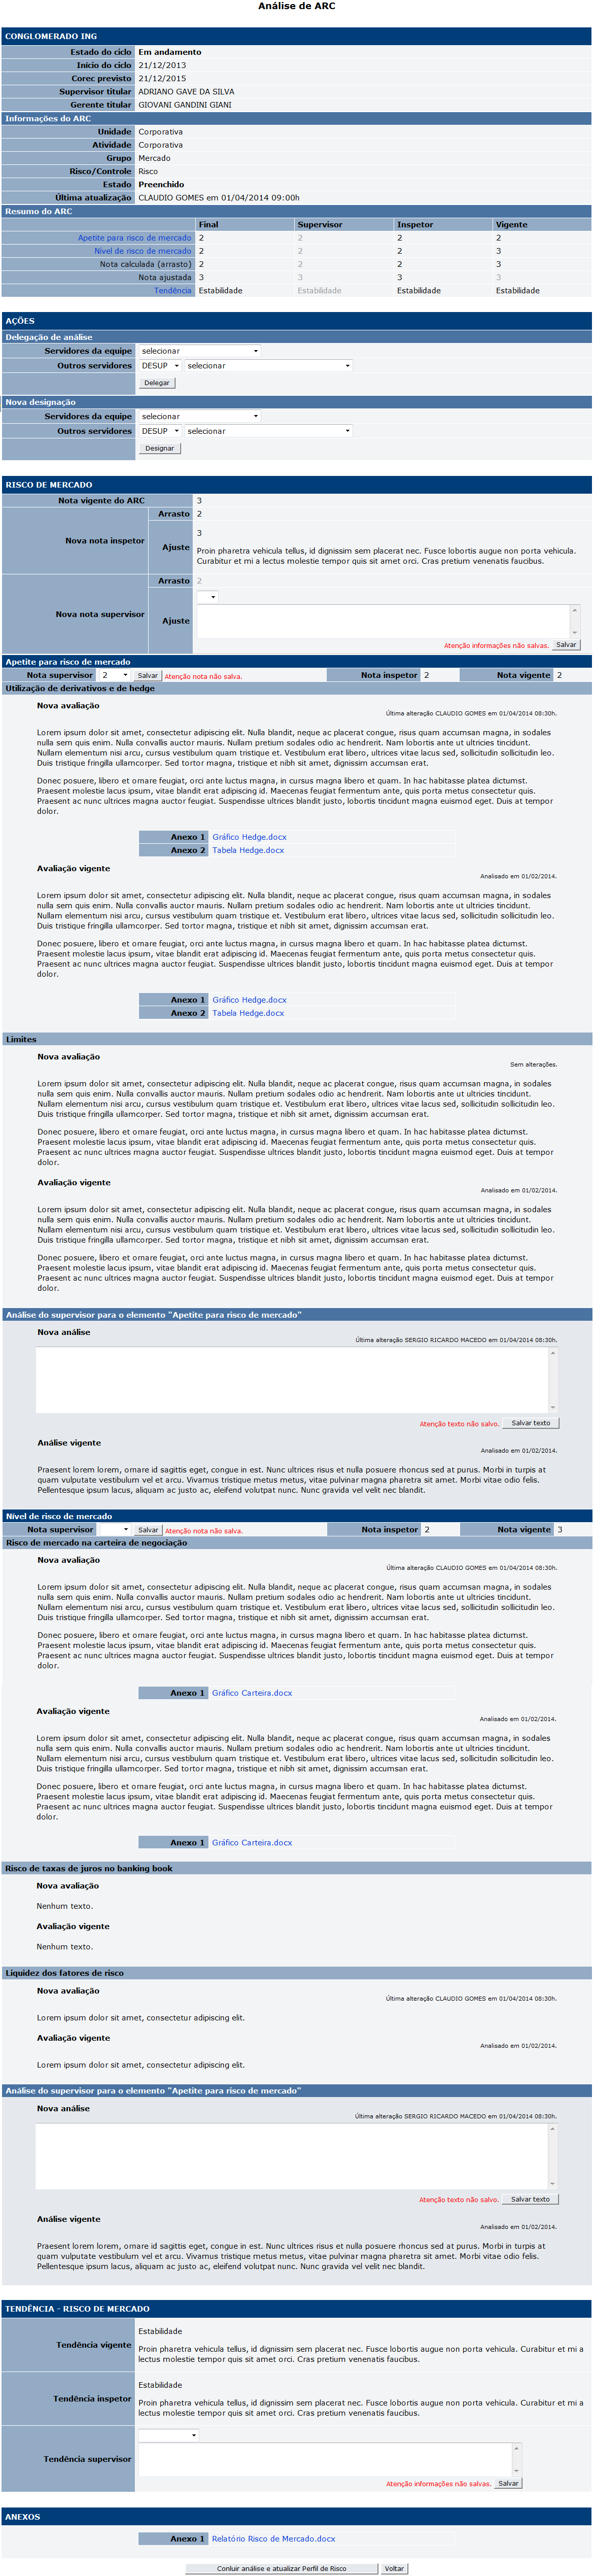 Análise de ARC
CONGLOMERADO ING
Estado do ciclo Em andamento
Início do ciclo 21/12/2013
Corec previsto 21/12/2015
Supervisor titular ADRIANO GAVE DA SILVA
Gerente titular GIOVANI GANDINI GIANI
Informações do ARC
Unidade Corporativa
Atividade Corporativa
Grupo Mercado
Risco/Controle Risco
Estado Preenchido
Última atualização CLAUDIO GOMES em 01/04/2014 09:00h
Resumo do ARC
Final Supervisor Inspetor Vigente
Apetite para risco de mercado 2 2 2 2
Nível de risco de mercado 2 2 2 3
Nota calculada (arrasto) 2 2 2 3
Nota ajustada 3 3 3 3
Tendência Estabilidade Estabilidade Estabilidade Estabilidade
AÇÕES
Delegação de análise
Servidores da equipe selecionar
Outros servidores DESUP selecionar
Delegar
Nova designação
Servidores da equipe selecionar
Outros servidores DESUP selecionar
Designar
RISCO DE MERCADO
Nota vigente do ARC 3
Nova nota inspetor Arrasto 2
Ajuste 3
Proin pharetra vehicula tellus, id dignissim sem placerat nec. Fusce lobortis augue non porta vehicula.
Curabitur et mi a lectus molestie tempor quis sit amet orci. Cras pretium venenatis faucibus.
Nova nota supervisor Arrasto 2
Ajuste
Atenção informações não salvas. Salvar
Apetite para risco de mercado
Nota supervisor 2 Salvar Atenção nota não salva. Nota inspetor 2 Nota vigente 2
Utilização de derivativos e de hedge
Nova avaliação
Última alteração CLAUDIO GOMES em 01/04/2014 08:30h.
Lorem ipsum dolor sit amet, consectetur adipiscing elit. Nulla blandit, neque ac placerat congue, risus quam accumsan magna, in sodales
nulla sem quis enim. Nulla convallis auctor mauris. Nullam pretium sodales odio ac hendrerit. Nam lobortis ante ut ultricies tincidunt.
Nullam elementum nisi arcu, cursus vestibulum quam tristique et. Vestibulum erat libero, ultrices vitae lacus sed, sollicitudin sollicitudin leo.
Duis tristique fringilla ullamcorper. Sed tortor magna, tristique et nibh sit amet, dignissim accumsan erat.
Donec posuere, libero et ornare feugiat, orci ante luctus magna, in cursus magna libero et quam. In hac habitasse platea dictumst.
Praesent molestie lacus ipsum, vitae blandit erat adipiscing id. Maecenas feugiat fermentum ante, quis porta metus consectetur quis.
Praesent ac nunc ultrices magna auctor feugiat. Suspendisse ultrices blandit justo, lobortis tincidunt magna euismod eget. Duis at tempor
dolor.
Anexo 1 Gráfico Hedge.docx
Anexo 2 Tabela Hedge.docx
Avaliação vigente
Analisado em 01/02/2014.
Lorem ipsum dolor sit amet, consectetur adipiscing elit. Nulla blandit, neque ac placerat congue, risus quam accumsan magna, in sodales
nulla sem quis enim. Nulla convallis auctor mauris. Nullam pretium sodales odio ac hendrerit. Nam lobortis ante ut ultricies tincidunt.
Nullam elementum nisi arcu, cursus vestibulum quam tristique et. Vestibulum erat libero, ultrices vitae lacus sed, sollicitudin sollicitudin leo.
Duis tristique fringilla ullamcorper. Sed tortor magna, tristique et nibh sit amet, dignissim accumsan erat.
Donec posuere, libero et ornare feugiat, orci ante luctus magna, in cursus magna libero et quam. In hac habitasse platea dictumst.
Praesent molestie lacus ipsum, vitae blandit erat adipiscing id. Maecenas feugiat fermentum ante, quis porta metus consectetur quis.
Praesent ac nunc ultrices magna auctor feugiat. Suspendisse ultrices blandit justo, lobortis tincidunt magna euismod eget. Duis at tempor
dolor.
Anexo 1 Gráfico Hedge.docx
Anexo 2 Tabela Hedge.docx
Limites
Nova avaliação
Sem alterações.
Lorem ipsum dolor sit amet, consectetur adipiscing elit. Nulla blandit, neque ac placerat congue, risus quam accumsan magna, in sodales
nulla sem quis enim. Nulla convallis auctor mauris. Nullam pretium sodales odio ac hendrerit. Nam lobortis ante ut ultricies tincidunt.
Nullam elementum nisi arcu, cursus vestibulum quam tristique et. Vestibulum erat libero, ultrices vitae lacus sed, sollicitudin sollicitudin leo.
Duis tristique fringilla ullamcorper. Sed tortor magna, tristique et nibh sit amet, dignissim accumsan erat.
Donec posuere, libero et ornare feugiat, orci ante luctus magna, in cursus magna libero et quam. In hac habitasse platea dictumst.
Praesent molestie lacus ipsum, vitae blandit erat adipiscing id. Maecenas feugiat fermentum ante, quis porta metus consectetur quis.
Praesent ac nunc ultrices magna auctor feugiat. Suspendisse ultrices blandit justo, lobortis tincidunt magna euismod eget. Duis at tempor
dolor.
Avaliação vigente
Analisado em 01/02/2014.
Lorem ipsum dolor sit amet, consectetur adipiscing elit. Nulla blandit, neque ac placerat congue, risus quam accumsan magna, in sodales
nulla sem quis enim. Nulla convallis auctor mauris. Nullam pretium sodales odio ac hendrerit. Nam lobortis ante ut ultricies tincidunt.
Nullam elementum nisi arcu, cursus vestibulum quam tristique et. Vestibulum erat libero, ultrices vitae lacus sed, sollicitudin sollicitudin leo.
Duis tristique fringilla ullamcorper. Sed tortor magna, tristique et nibh sit amet, dignissim accumsan erat.
Donec posuere, libero et ornare feugiat, orci ante luctus magna, in cursus magna libero et quam. In hac habitasse platea dictumst.
Praesent molestie lacus ipsum, vitae blandit erat adipiscing id. Maecenas feugiat fermentum ante, quis porta metus consectetur quis.
Praesent ac nunc ultrices magna auctor feugiat. Suspendisse ultrices blandit justo, lobortis tincidunt magna euismod eget. Duis at tempor
dolor.
Análise do supervisor para o elemento "Apetite para risco de mercado"
Nova análise
Última alteração SERGIO RICARDO MACEDO em 01/04/2014 08:30h.
Atenção texto não salvo. Salvar texto
Análise vigente
Analisado em 01/02/2014.
Praesent lorem lorem, ornare id sagittis eget, congue in est. Nunc ultrices risus et nulla posuere rhoncus sed at purus. Morbi in turpis at
quam vulputate vestibulum vel et arcu. Vivamus tristique metus metus, vitae pulvinar magna pharetra sit amet. Morbi vitae odio felis.
Pellentesque ipsum lacus, aliquam ac justo ac, eleifend volutpat nunc. Nunc gravida vel velit nec blandit.
Nível de risco de mercado
Nota supervisor Salvar Atenção nota não salva. Nota inspetor 2 Nota vigente 3
Risco de mercado na carteira de negociação
Nova avaliação
Última alteração CLAUDIO GOMES em 01/04/2014 08:30h.
Lorem ipsum dolor sit amet, consectetur adipiscing elit. Nulla blandit, neque ac placerat congue, risus quam accumsan magna, in sodales
nulla sem quis enim. Nulla convallis auctor mauris. Nullam pretium sodales odio ac hendrerit. Nam lobortis ante ut ultricies tincidunt.
Nullam elementum nisi arcu, cursus vestibulum quam tristique et. Vestibulum erat libero, ultrices vitae lacus sed, sollicitudin sollicitudin leo.
Duis tristique fringilla ullamcorper. Sed tortor magna, tristique et nibh sit amet, dignissim accumsan erat.
Donec posuere, libero et ornare feugiat, orci ante luctus magna, in cursus magna libero et quam. In hac habitasse platea dictumst.
Praesent molestie lacus ipsum, vitae blandit erat adipiscing id. Maecenas feugiat fermentum ante, quis porta metus consectetur quis.
Praesent ac nunc ultrices magna auctor feugiat. Suspendisse ultrices blandit justo, lobortis tincidunt magna euismod eget. Duis at tempor
dolor.
Anexo 1 Gráfico Carteira.docx
Avaliação vigente
Analisado em 01/02/2014.
Lorem ipsum dolor sit amet, consectetur adipiscing elit. Nulla blandit, neque ac placerat congue, risus quam accumsan magna, in sodales
nulla sem quis enim. Nulla convallis auctor mauris. Nullam pretium sodales odio ac hendrerit. Nam lobortis ante ut ultricies tincidunt.
Nullam elementum nisi arcu, cursus vestibulum quam tristique et. Vestibulum erat libero, ultrices vitae lacus sed, sollicitudin sollicitudin leo.
Duis tristique fringilla ullamcorper. Sed tortor magna, tristique et nibh sit amet, dignissim accumsan erat.
Donec posuere, libero et ornare feugiat, orci ante luctus magna, in cursus magna libero et quam. In hac habitasse platea dictumst.
Praesent molestie lacus ipsum, vitae blandit erat adipiscing id. Maecenas feugiat fermentum ante, quis porta metus consectetur quis.
Praesent ac nunc ultrices magna auctor feugiat. Suspendisse ultrices blandit justo, lobortis tincidunt magna euismod eget. Duis at tempor
dolor.
Anexo 1 Gráfico Carteira.docx
Risco de taxas de juros no banking book
Nova avaliação
Nenhum texto.
Avaliação vigente
Nenhum texto.
Liquidez dos fatores de risco
Nova avaliação
Última alteração CLAUDIO GOMES em 01/04/2014 08:30h.
Lorem ipsum dolor sit amet, consectetur adipiscing elit.
Avaliação vigente
Analisado em 01/02/2014.
Lorem ipsum dolor sit amet, consectetur adipiscing elit.
Análise do supervisor para o elemento "Apetite para risco de mercado"
Nova análise
Última alteração SERGIO RICARDO MACEDO em 01/04/2014 08:30h.
Atenção texto não salvo. Salvar texto
Análise vigente
Analisado em 01/02/2014.
Praesent lorem lorem, ornare id sagittis eget, congue in est. Nunc ultrices risus et nulla posuere rhoncus sed at purus. Morbi in turpis at
quam vulputate vestibulum vel et arcu. Vivamus tristique metus metus, vitae pulvinar magna pharetra sit amet. Morbi vitae odio felis.
Pellentesque ipsum lacus, aliquam ac justo ac, eleifend volutpat nunc. Nunc gravida vel velit nec blandit.
TENDÊNCIA - RISCO DE MERCADO
Tendência vigente Estabilidade
Proin pharetra vehicula tellus, id dignissim sem placerat nec. Fusce lobortis augue non porta vehicula. Curabitur et mi a
lectus molestie tempor quis sit amet orci. Cras pretium venenatis faucibus.
Tendência inspetor Estabilidade
Proin pharetra vehicula tellus, id dignissim sem placerat nec. Fusce lobortis augue non porta vehicula. Curabitur et mi a
lectus molestie tempor quis sit amet orci. Cras pretium venenatis faucibus.
Tendência supervisor
Atenção informações não salvas. Salvar
ANEXOS
Anexo 1 Relatório Risco de Mercado.docx
Conluir análise e atualizar Perfil de Risco Voltar